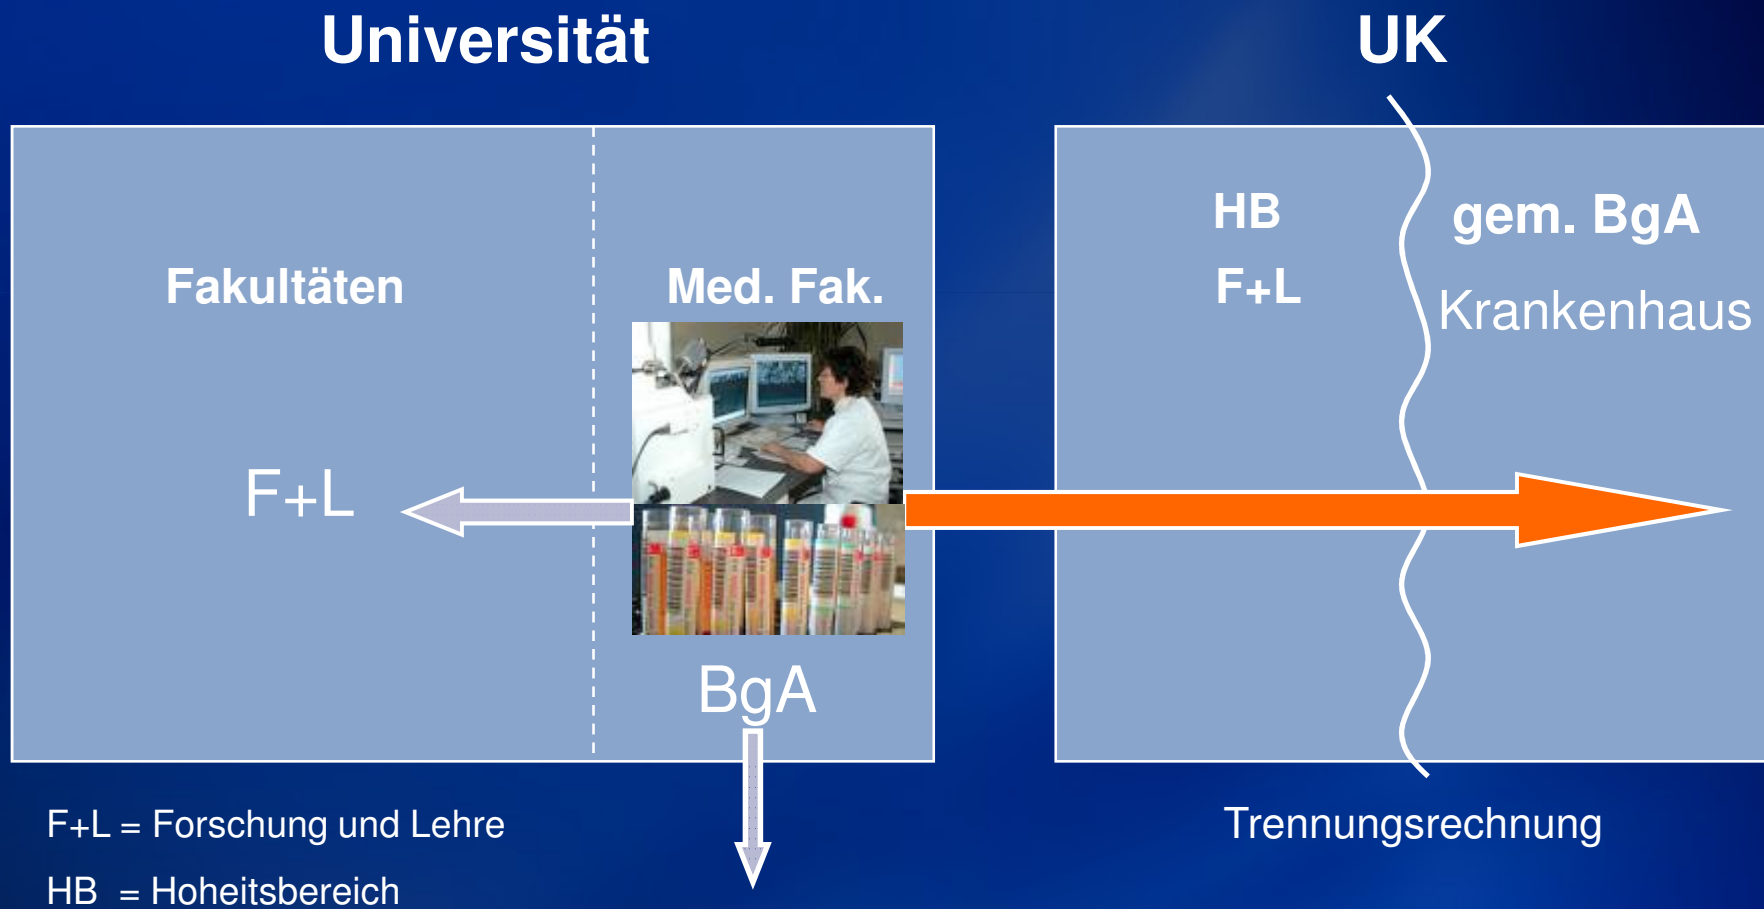 Universität
UK
Fakultäten
Med. Fak.
F+L
BgA
HB
F+L
gem. BgA
Krankenhaus
F+L = Forschung und Lehre
HB = Hoheitsbereich
Trennungsrechnung